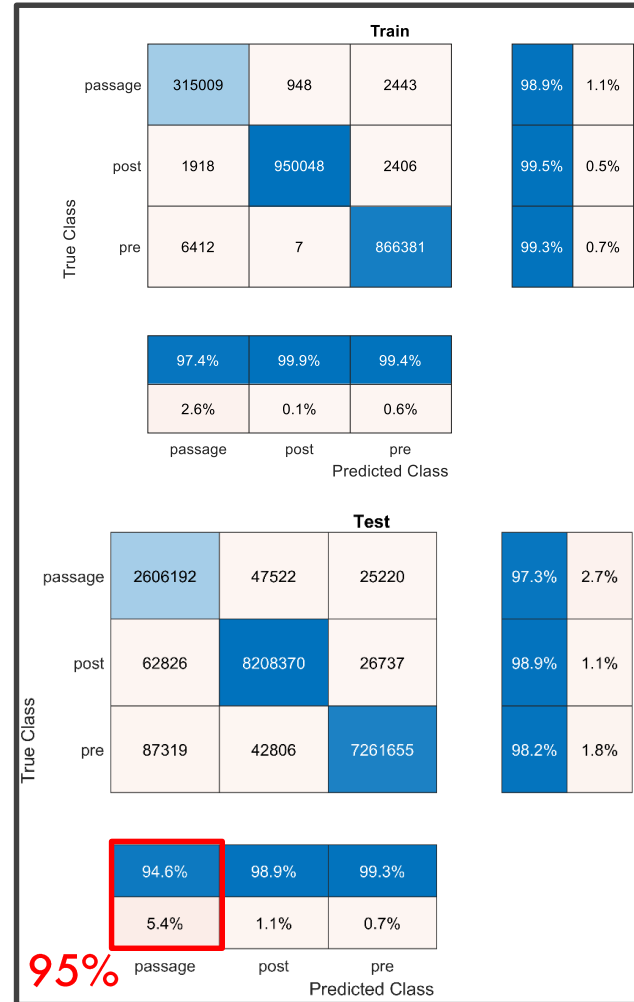 Train
passage 315009 948 2443 98.9% 1.1%
post 1918 950048 2406 99.5% 0.5%
pre 6412 7 866381 99.3% 0.7%
True Class
97.4% 99.9% 99.4%
2.6% 0.1% 0.6%
passage post pre
Predicted Class
Test
passage 2606192 47522 25220 97.3% 2.7%
post 62826 8208370 26737 98.9% 1.1%
pre 87319 42806 7261655 98.2% 1.8%
True Class
94.6% 98.9% 99.3%
5.4% 1.1% 0.7%
95% passage post pre
Predicted Class